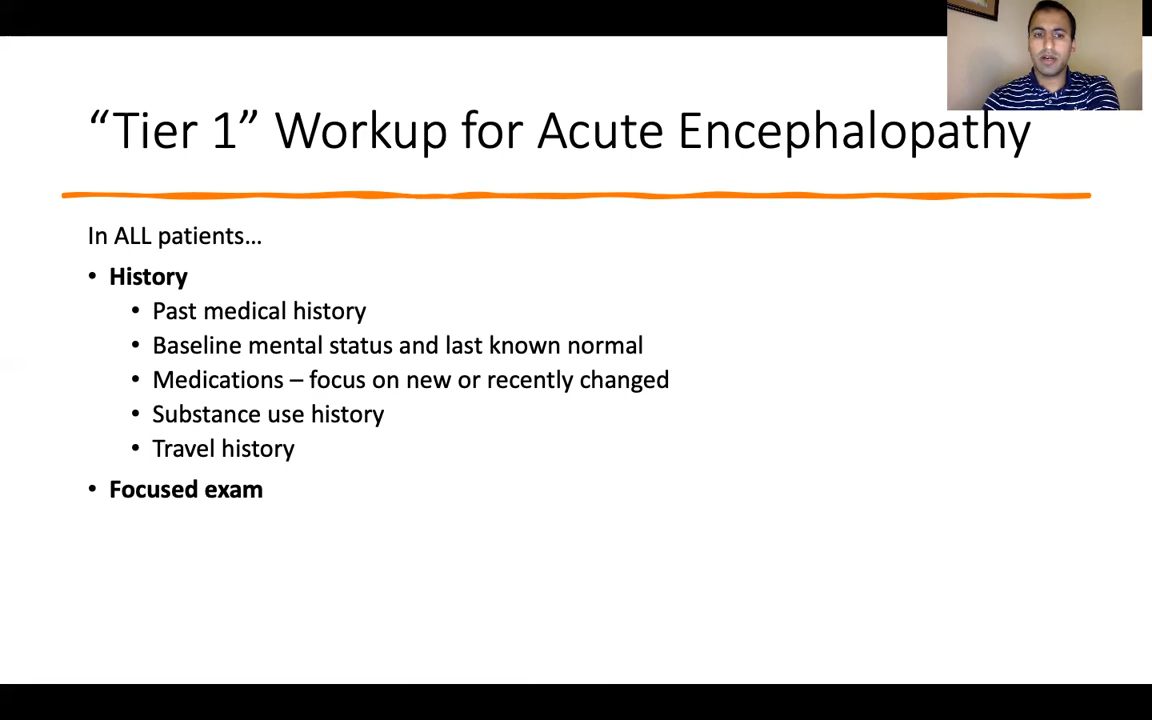 “Tier 1” Workup for Acute Encephalopathy
In ALL patients...
• History
• Past medical history
• Baseline mental status and last known normal
• Medications – focus on new or recently changed
• Substance use history
• Travel history
• Focused exam